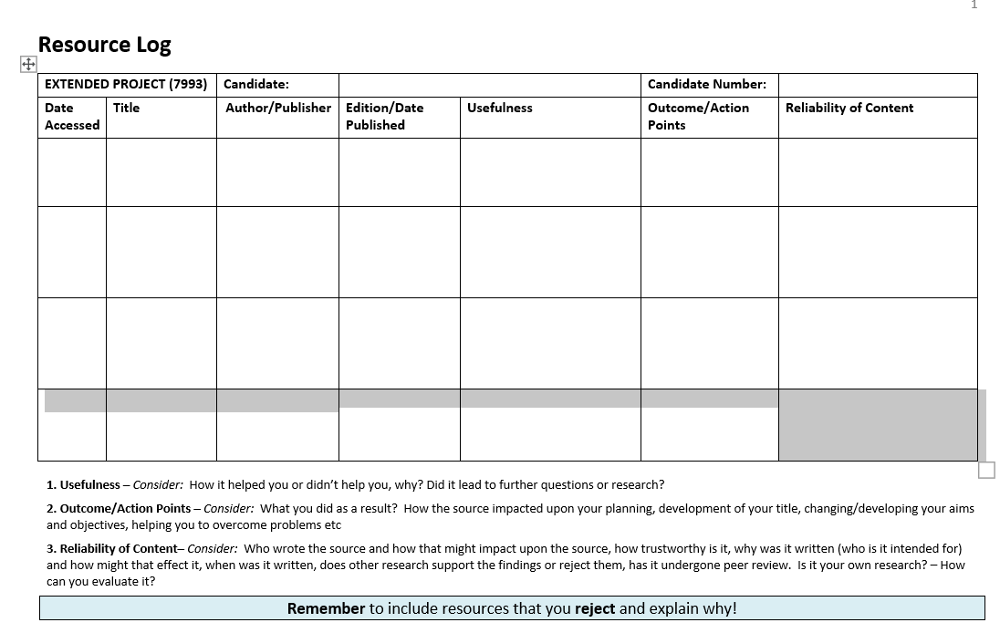 1
Resource Log
EXTENDED PROJECT (7993) Candidate: Candidate Number:
Date Accessed Title Author/Publisher Edition/Date Published Usefulness Outcome/Action Points Reliability of Content
1. Usefulness – Consider:  How it helped you or didn't help you, why? Did it lead to further questions or research?
2. Outcome/Action Points – Consider:  What you did as a result?  How the source impacted upon your planning, development of your title, changing/developing your aims
and objectives, helping you to overcome problems etc
3. Reliability of Content– Consider:  Who wrote the source and how that might impact upon the source, how trustworthy is it, why was it written (who is it intended for)
and how might that effect it, when was it written, does other research support the findings or reject them, has it undergone peer review.  Is it your own research? – How
can you evaluate it?
Remember to include resources that you reject and explain why!